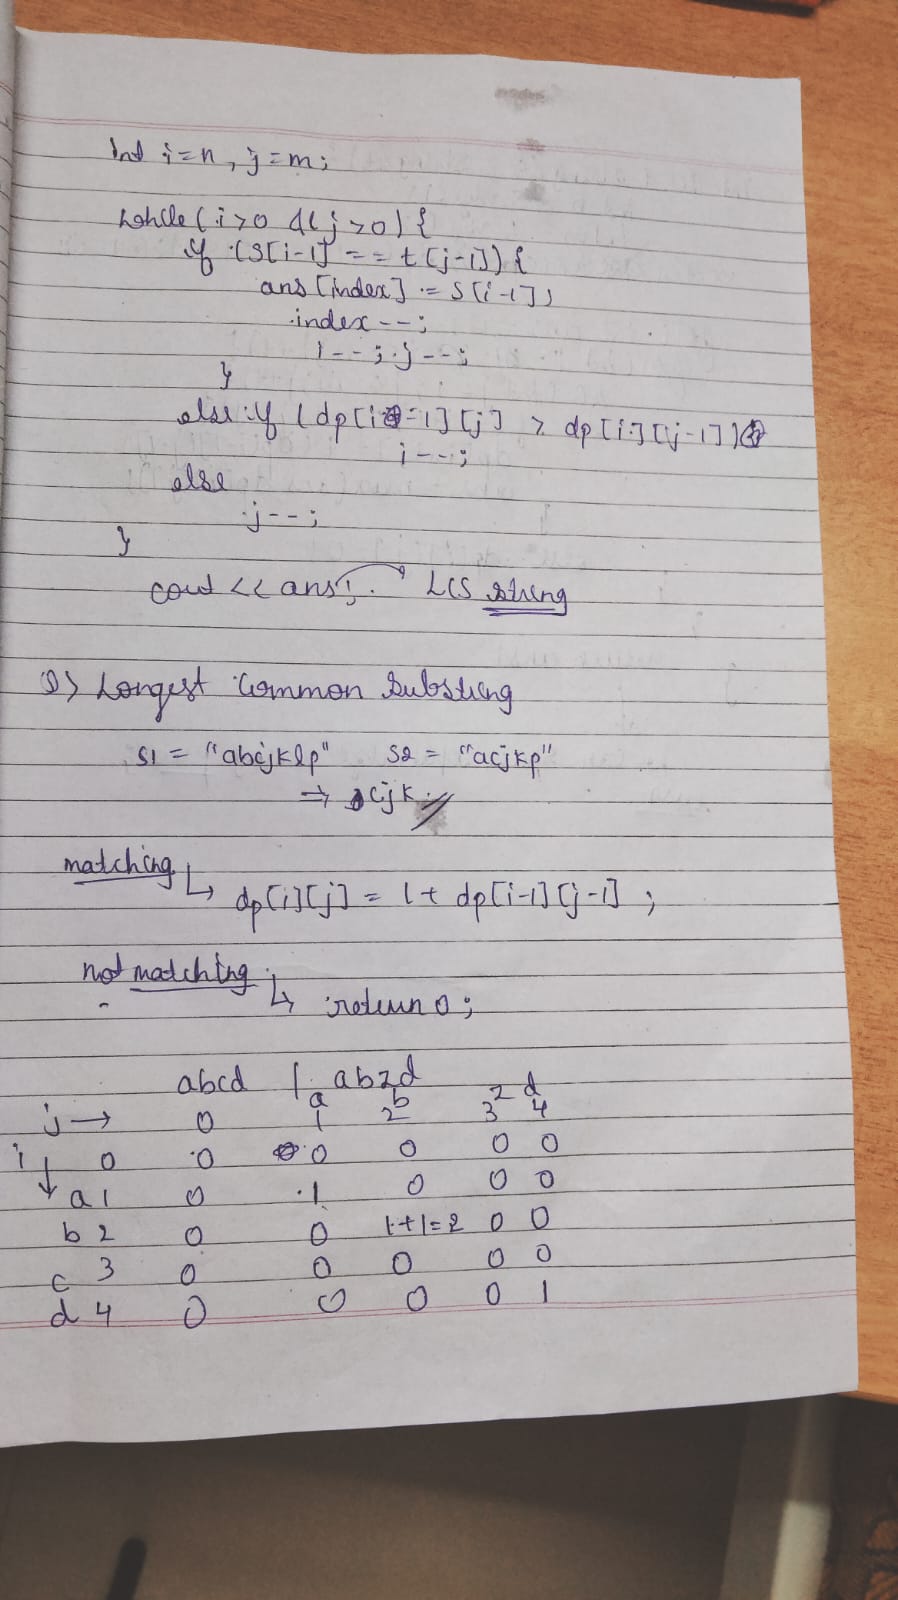 int i=n, j=m;
while(i>0 && j>0){
if (S[i-1] == t[j-1]){
ans[index] = S[i-1];
index--;
i--; j--;
}
else if (dp[i-1][j] > dp[i][j-1])
i--;
else
j--;
}
cout << ans; → LCS string
Q> Longest Common Substring
S1 = "abcjklp" S2 = "acjkp"
⇒ cjk
matching
↳ dp[i][j] = 1+ dp[i-1][j-1] ;
not matching
↳ return 0;
abcd | abzd
a b z d
j → 0 1 2 3 4
i ↓ 0 0 0 0 0 0
a 1 0 1 0 0 0
b 2 0 0 1+1=2 0 0
c 3 0 0 0 0 0
d 4 0 0 0 0 1